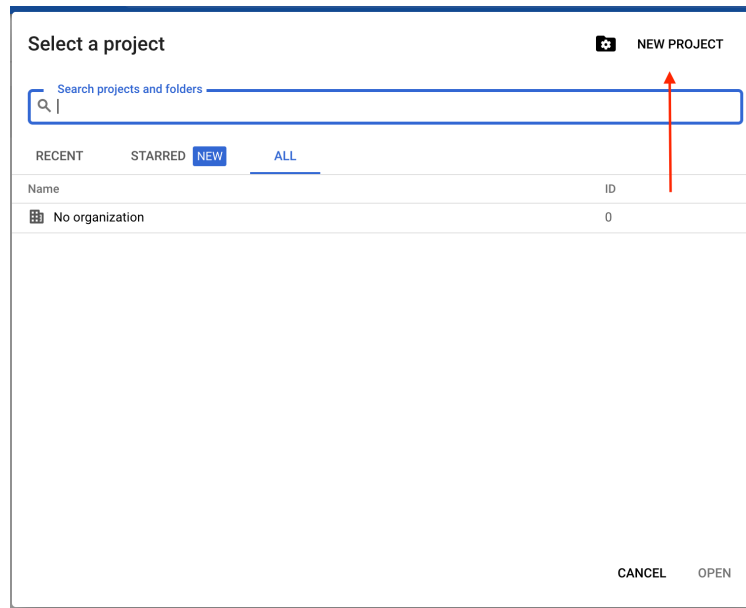 Select a project
NEW PROJECT
Search projects and folders
RECENT STARRED NEW ALL
Name ID
No organization 0
CANCEL OPEN